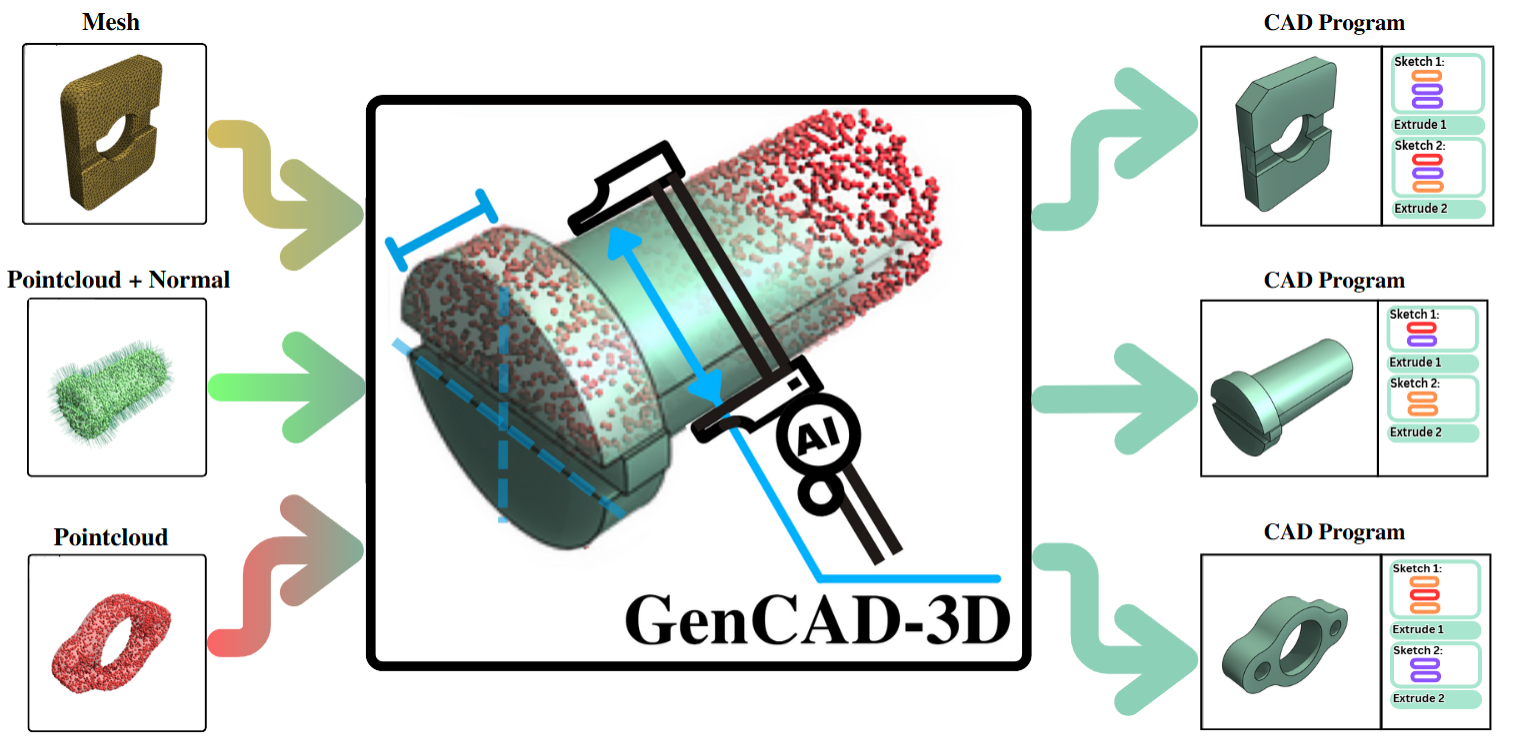 Mesh
Pointcloud + Normal
Pointcloud
AI
GenCAD-3D
CAD Program
Sketch 1:
Extrude 1
Sketch 2:
Extrude 2
CAD Program
Sketch 1:
Extrude 1
Sketch 2:
Extrude 2
CAD Program
Sketch 1:
Extrude 1
Sketch 2:
Extrude 2